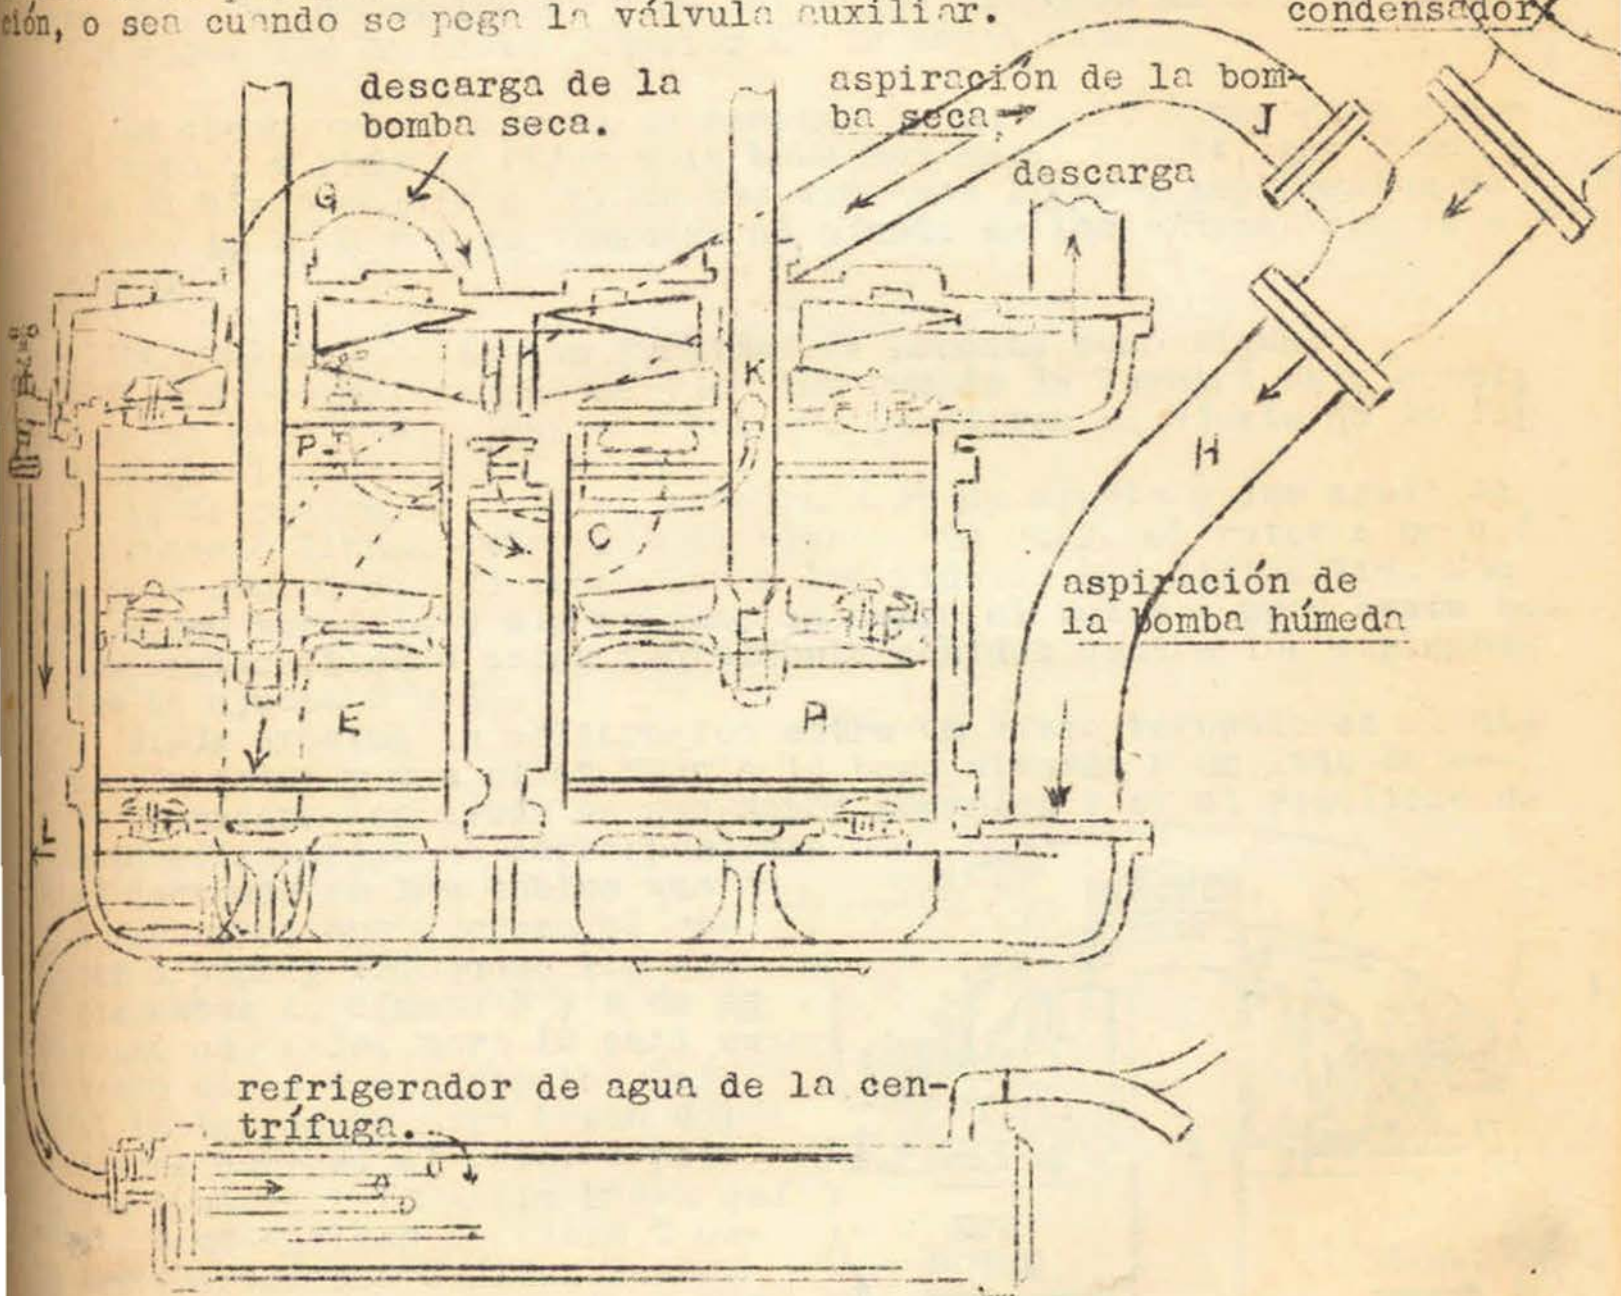 ción, o sea cuando se pega la válvula auxiliar.
condensador
descarga de la
bomba seca.
aspiración de la bom-
ba seca
J
descarga
G
K
P
H
C
aspiración de
la bomba húmeda
E
P
Tr
refrigerador de agua de la cen-
trífuga.